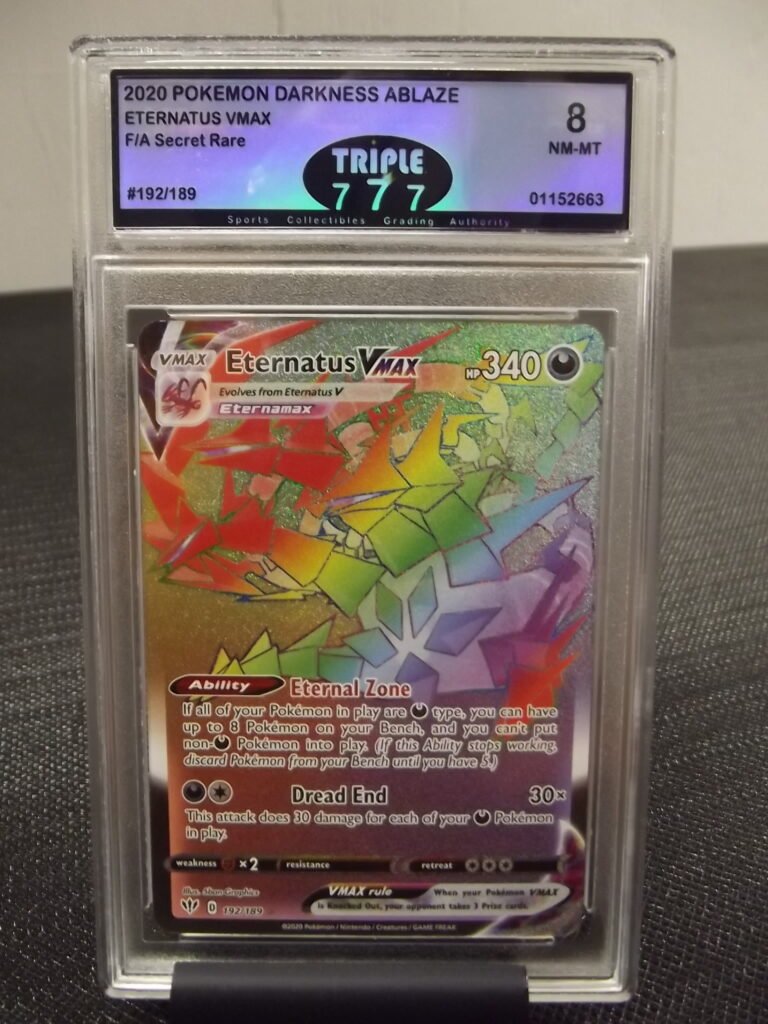 2020 POKEMON DARKNESS ABLAZE
ETERNATUS VMAX
F/A Secret Rare
8
NM-MT
TRIPLE
777
#192/189
01152663
Sports Collectibles Grading Authority
VMAX
Eternatus VMAX
HP 340
Evolves from Eternatus V
Eternamax
Ability Eternal Zone
If all of your Pokémon in play are type, you can have
up to 8 Pokémon on your Bench, and you can't put
non- Pokémon into play. (If this Ability stops working,
discard Pokémon from your Bench until you have 5.)
Dread End 30×
This attack does 30 damage for each of your Pokémon
in play.
weakness ×2 resistance retreat
Illus. 5ban Graphics
VMAX rule When your Pokémon VMAX
is Knocked Out, your opponent takes 3 Prize cards.
D 192/189
©2020 Pokémon / Nintendo / Creatures / GAME FREAK